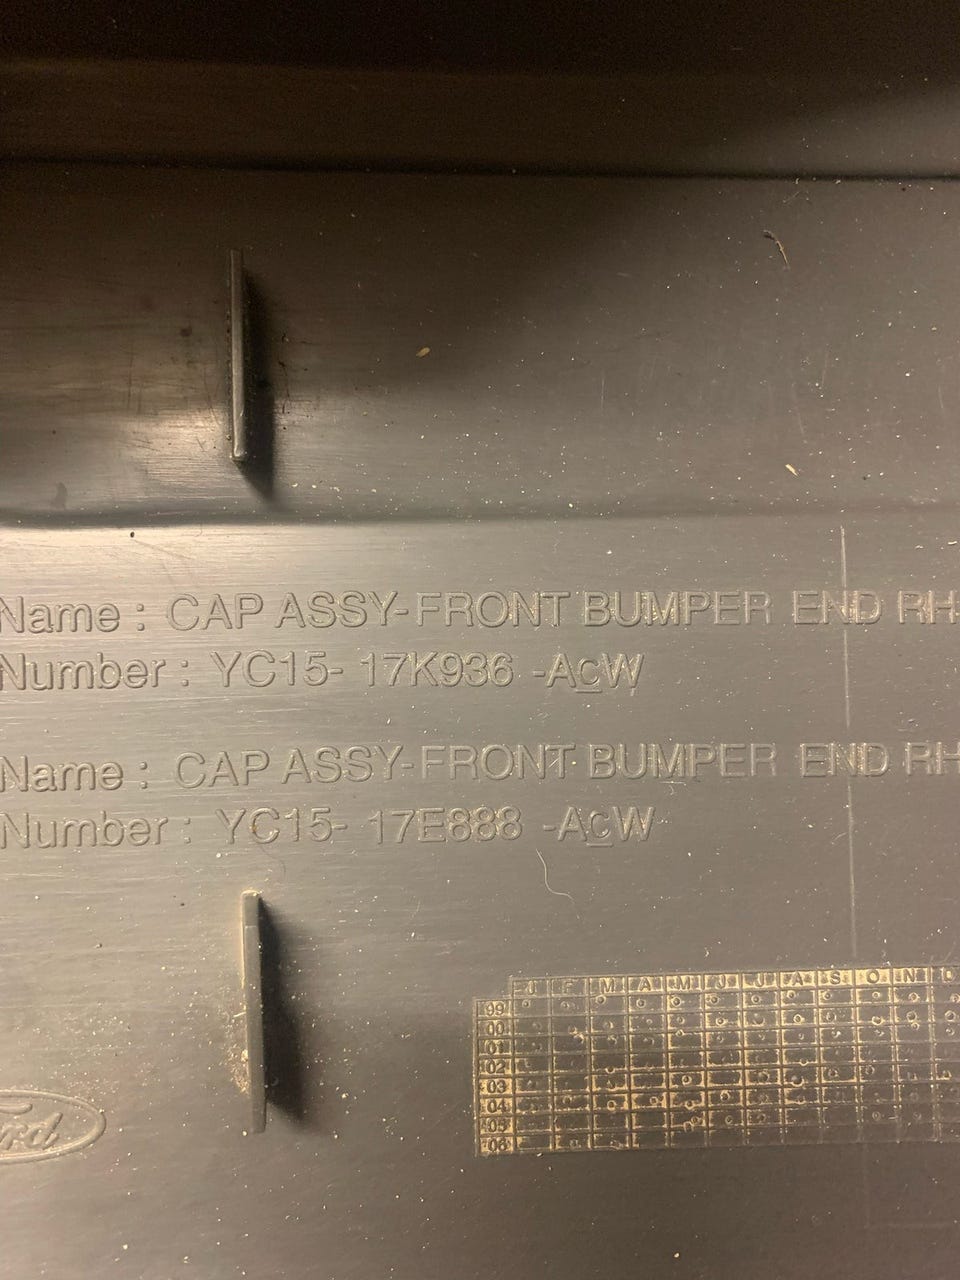 Name : CAP ASSY-FRONT BUMPER END RH-
Number : YC15- 17K936 -ACW
Name : CAP ASSY-FRONT BUMPER END RH
Number : YC15- 17E888 -ACW
J F M A M J J A S O N D
99
00
01
02
03
04
05
06
Ford